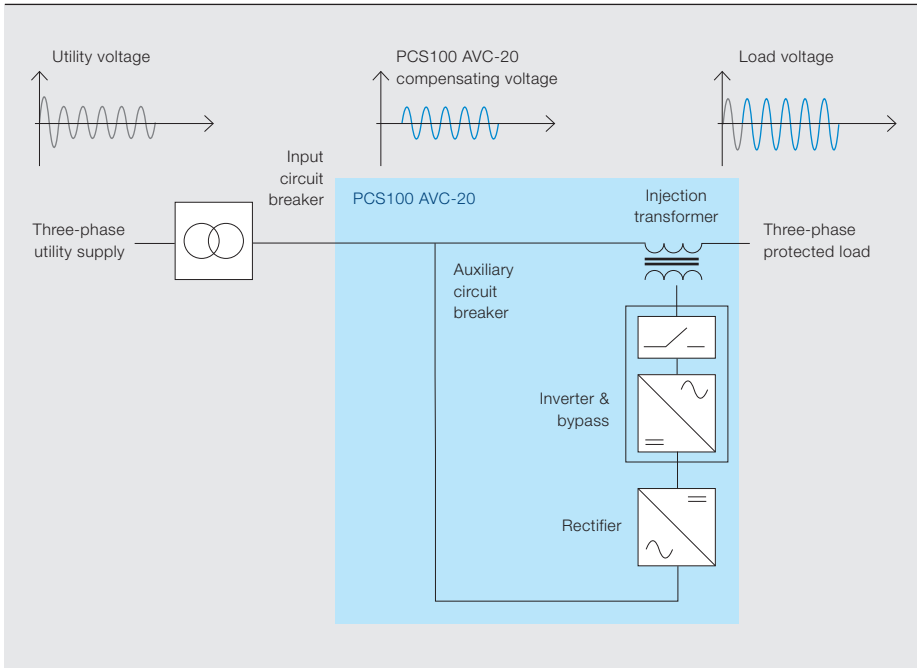 Utility voltage
PCS100 AVC-20
compensating voltage
Load voltage
Input
circuit
breaker
PCS100 AVC-20
Injection
transformer
Three-phase
utility supply
Three-phase
protected load
Auxiliary
circuit
breaker
Inverter &
bypass
Rectifier